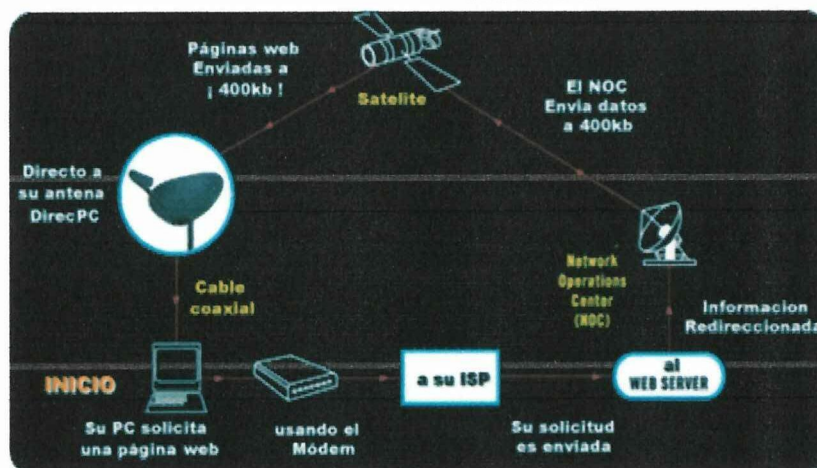 Páginas web
Enviadas a
¡ 400kb !
Satelite
El NOC
Envia datos
a 400kb
Directo a
su antena
DirecPC
Cable
coaxial
Network
Operations
Center
(NOC)
Informacion
Redireccionada
INICIO
a su ISP
al
WEB SERVER
Su PC solicita
una página web
usando el
Módem
Su solicitud
es enviada